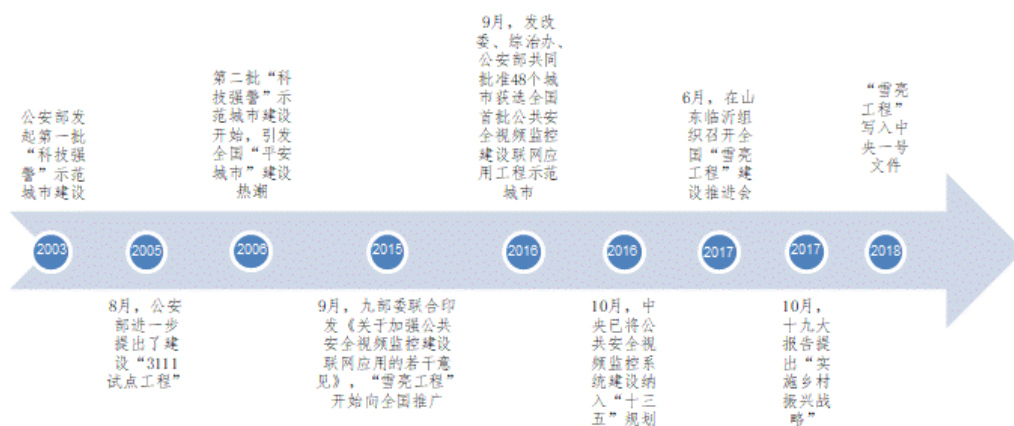 公安部发
起第一批
“科技强
警”示范
城市建设
第二批“科
技强警”示
范城市建设
开始，引发
全国“平安
城市”建设
热潮
9月，发改
委、综治办、
公安部共同
批准48个城
市获选全国
首批公共安
全视频监控
建设联网应
用工程示范
城市
6月，在山
东临沂组
织召开全
国“雪亮
工程”建
设推进会
“雪亮
工程”
写入中
央一号
文件
2003
2005
2006
2015
2016
2016
2017
2017
2018
8月，公安
部进一步
提出了建
设“3111
试点工程”
9月，九部委联合印
发《关于加强公共
安全视频监控建设
联网应用的若干意
见》，“雪亮工程”
开始向全国推广
10月，中
央已将公
共安全视
频监控系
统建设纳
入“十三
五”规划
10月，
十九大
报告提
出“实
施乡村
振兴战
略”